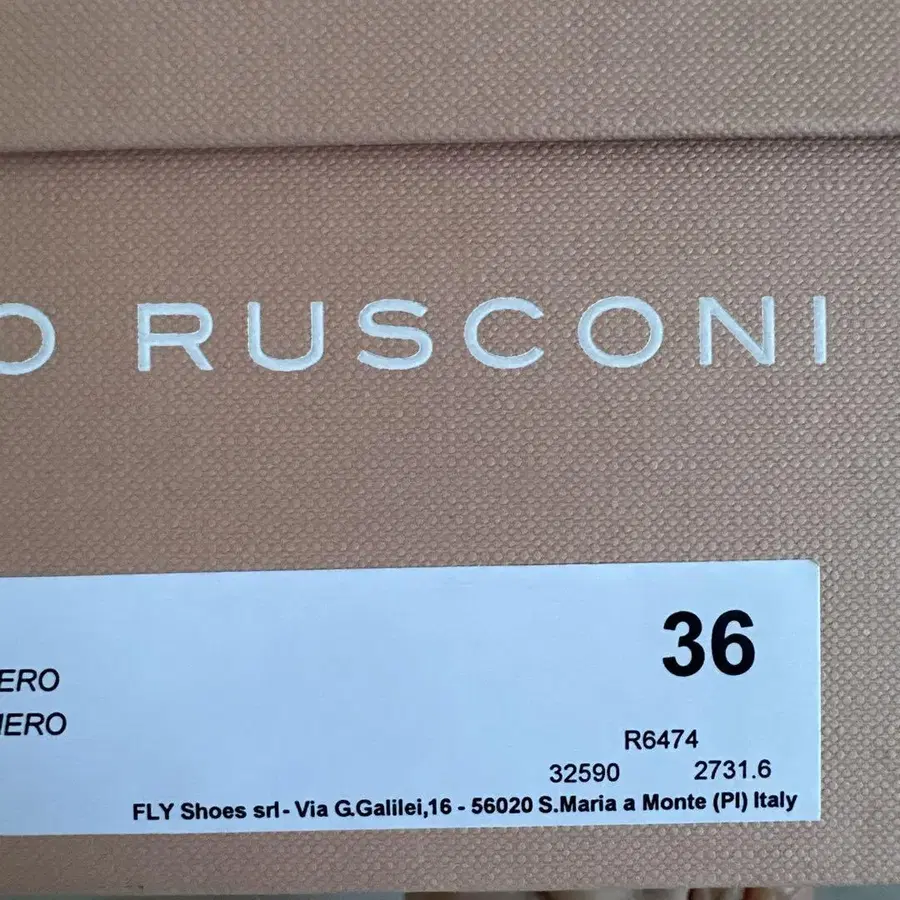 O RUSCONI
36
ERO
ERO
R6474
32590 2731.6
FLY Shoes srl - Via G.Galilei,16 - 56020 S.Maria a Monte (PI) Italy